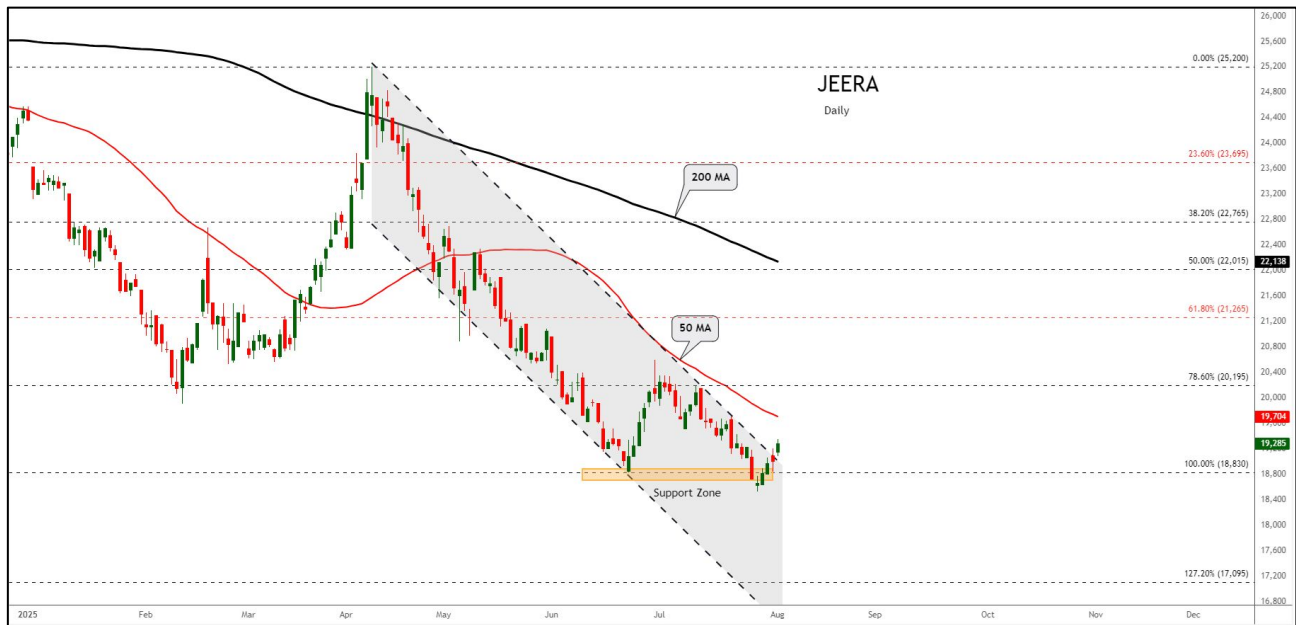 JEERA
Daily
200 MA
50 MA
Support Zone
0.00% (25,200)
23.60% (23,695)
38.20% (22,765)
50.00% (22,015)
61.80% (21,265)
78.60% (20,195)
100.00% (18,830)
127.20% (17,095)
26,000
25,600
25,200
24,800
24,400
24,000
23,600
23,200
22,800
22,400
22,138
22,000
21,600
21,200
20,800
20,400
20,000
19,704
19,600
19,285
18,800
18,400
18,000
17,600
17,200
16,800
2025
Feb
Mar
Apr
May
Jun
Jul
Aug
Sep
Oct
Nov
Dec